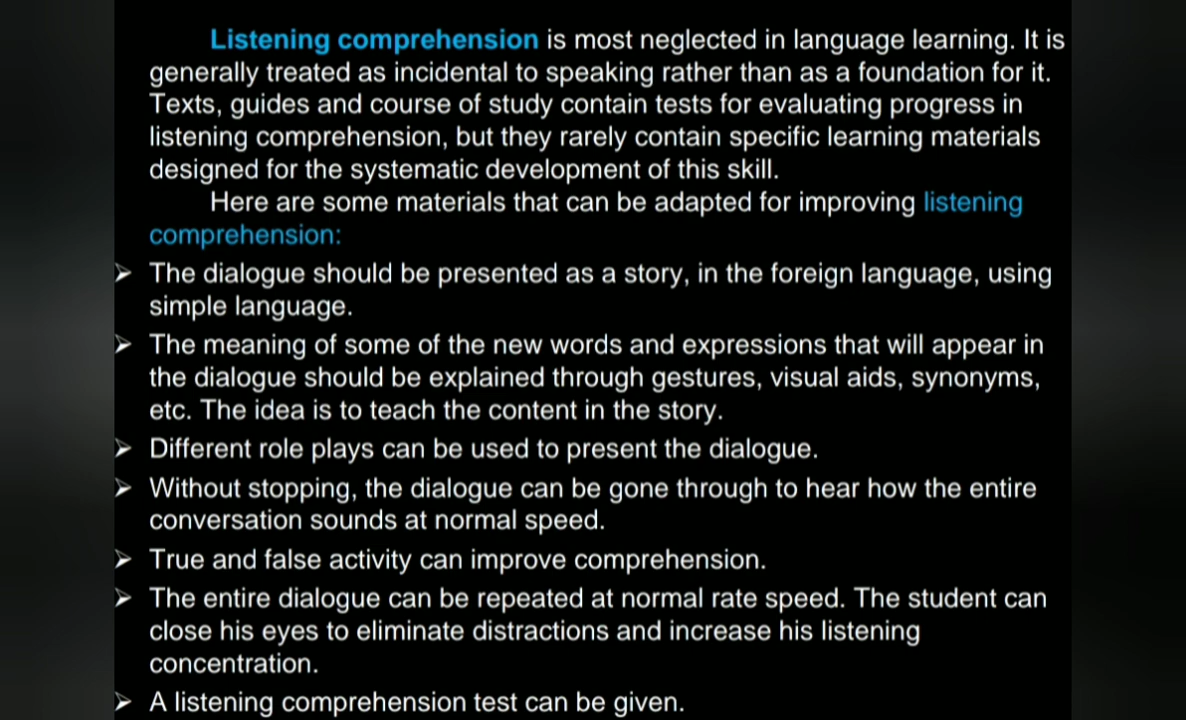 Listening comprehension is most neglected in language learning. It is
generally treated as incidental to speaking rather than as a foundation for it.
Texts, guides and course of study contain tests for evaluating progress in
listening comprehension, but they rarely contain specific learning materials
designed for the systematic development of this skill.
Here are some materials that can be adapted for improving listening
comprehension:
➢ The dialogue should be presented as a story, in the foreign language, using
simple language.
➢ The meaning of some of the new words and expressions that will appear in
the dialogue should be explained through gestures, visual aids, synonyms,
etc. The idea is to teach the content in the story.
➢ Different role plays can be used to present the dialogue.
➢ Without stopping, the dialogue can be gone through to hear how the entire
conversation sounds at normal speed.
➢ True and false activity can improve comprehension.
➢ The entire dialogue can be repeated at normal rate speed. The student can
close his eyes to eliminate distractions and increase his listening
concentration.
➢ A listening comprehension test can be given.